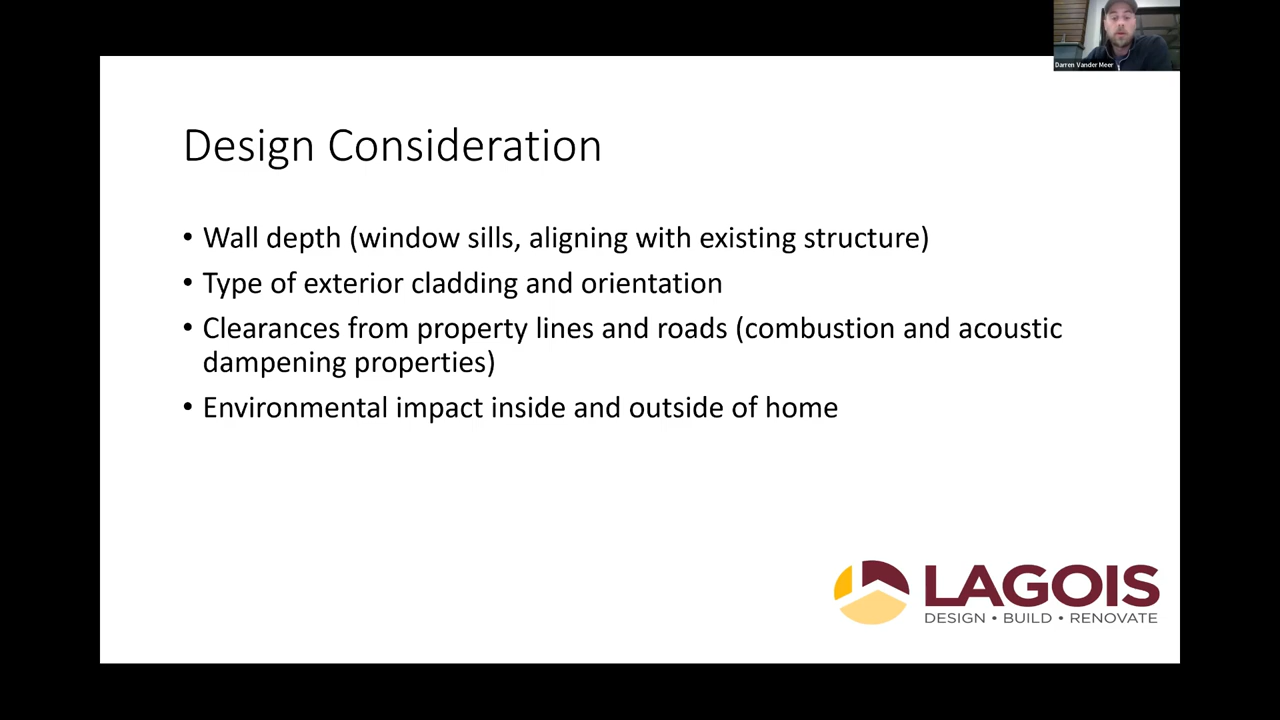 Darren Vander Meer
Design Consideration
• Wall depth (window sills, aligning with existing structure)
• Type of exterior cladding and orientation
• Clearances from property lines and roads (combustion and acoustic
dampening properties)
• Environmental impact inside and outside of home
LAGOIS
DESIGN • BUILD • RENOVATE